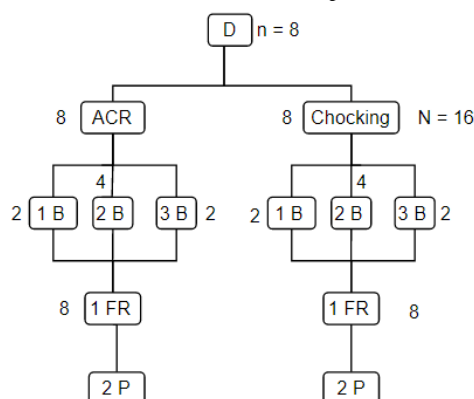 D n = 8
8 ACR 8 Chocking N = 16
4 4
2 1 B 2 B 3 B 2 2 1 B 2 B 3 B 2
8 1 FR 1 FR 8
2 P 2 P